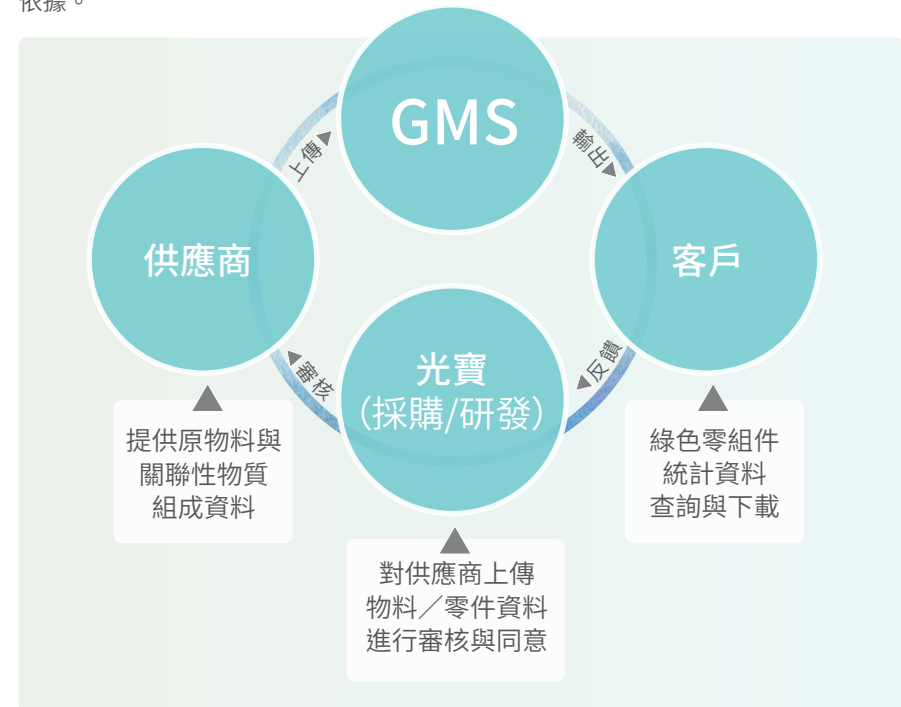 依據。
GMS
上傳
輸出
供應商
客戶
審核
反饋
光寶
（採購/研發）
提供原物料與
關聯性物質
組成資料
綠色零組件
統計資料
查詢與下載
對供應商上傳
物料／零件資料
進行審核與同意